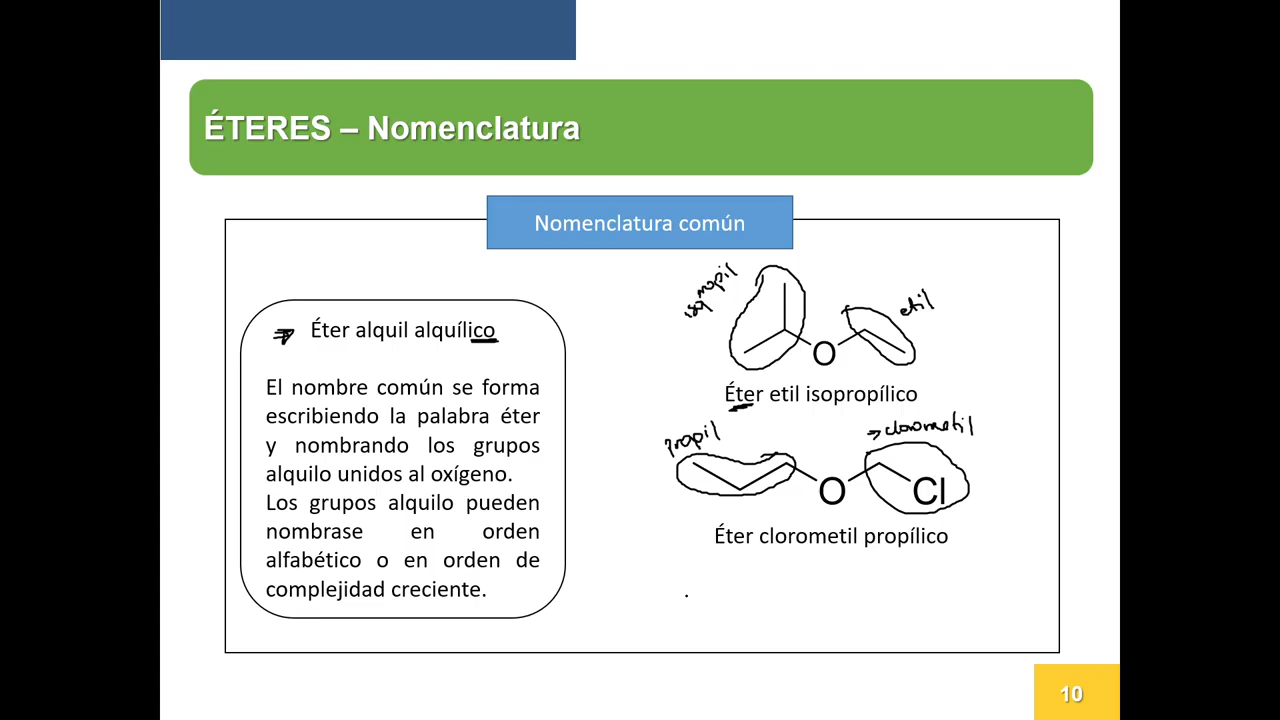 ÉTERES – Nomenclatura
Nomenclatura común
Éter alquil alquílico
El nombre común se forma
escribiendo la palabra éter
y nombrando los grupos
alquilo unidos al oxígeno.
Los grupos alquilo pueden
nombrase en orden
alfabético o en orden de
complejidad creciente.
isopropil
etil
O
Éter etil isopropílico
propil
clorometil
O
Cl
Éter clorometil propílico
10